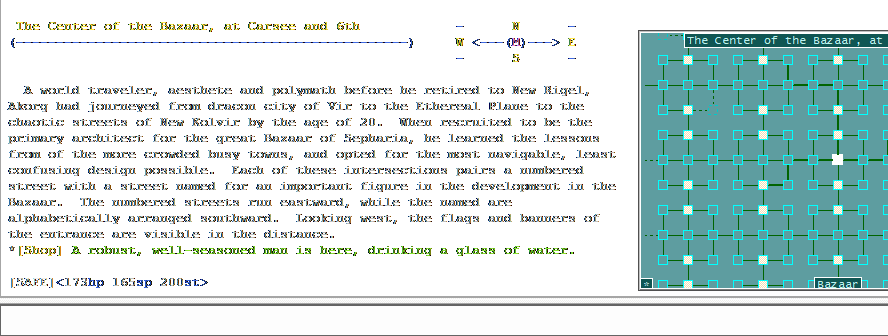 The Center of the Bazaar, at Carsen and 6th
- N -
(---------------------------------------------------) W <---(M)---> E
- S -
The Center of the Bazaar, at
A world traveler, aesthete and polymath before he retired to New Rigel,
Akorq had journeyed from dracon city of Vir to the Ethereal Plane to the
chaotic streets of New Kolvir by the age of 20. When recruited to be the
primary architect for the great Bazaar of Sepharia, he learned the lessons
from of the more crowded busy towns, and opted for the most navigable, least
confusing design possible. Each of these intersections pairs a numbered
street with a street named for an important figure in the development in the
Bazaar. The numbered streets run eastward, while the named are
alphabetically arranged southward. Looking west, the flags and banners of
the entrance are visible in the distance.
*[Shop] A robust, well-seasoned man is here, drinking a glass of water.
[SAFE]<173hp 165sp 200st>
* Bazaar